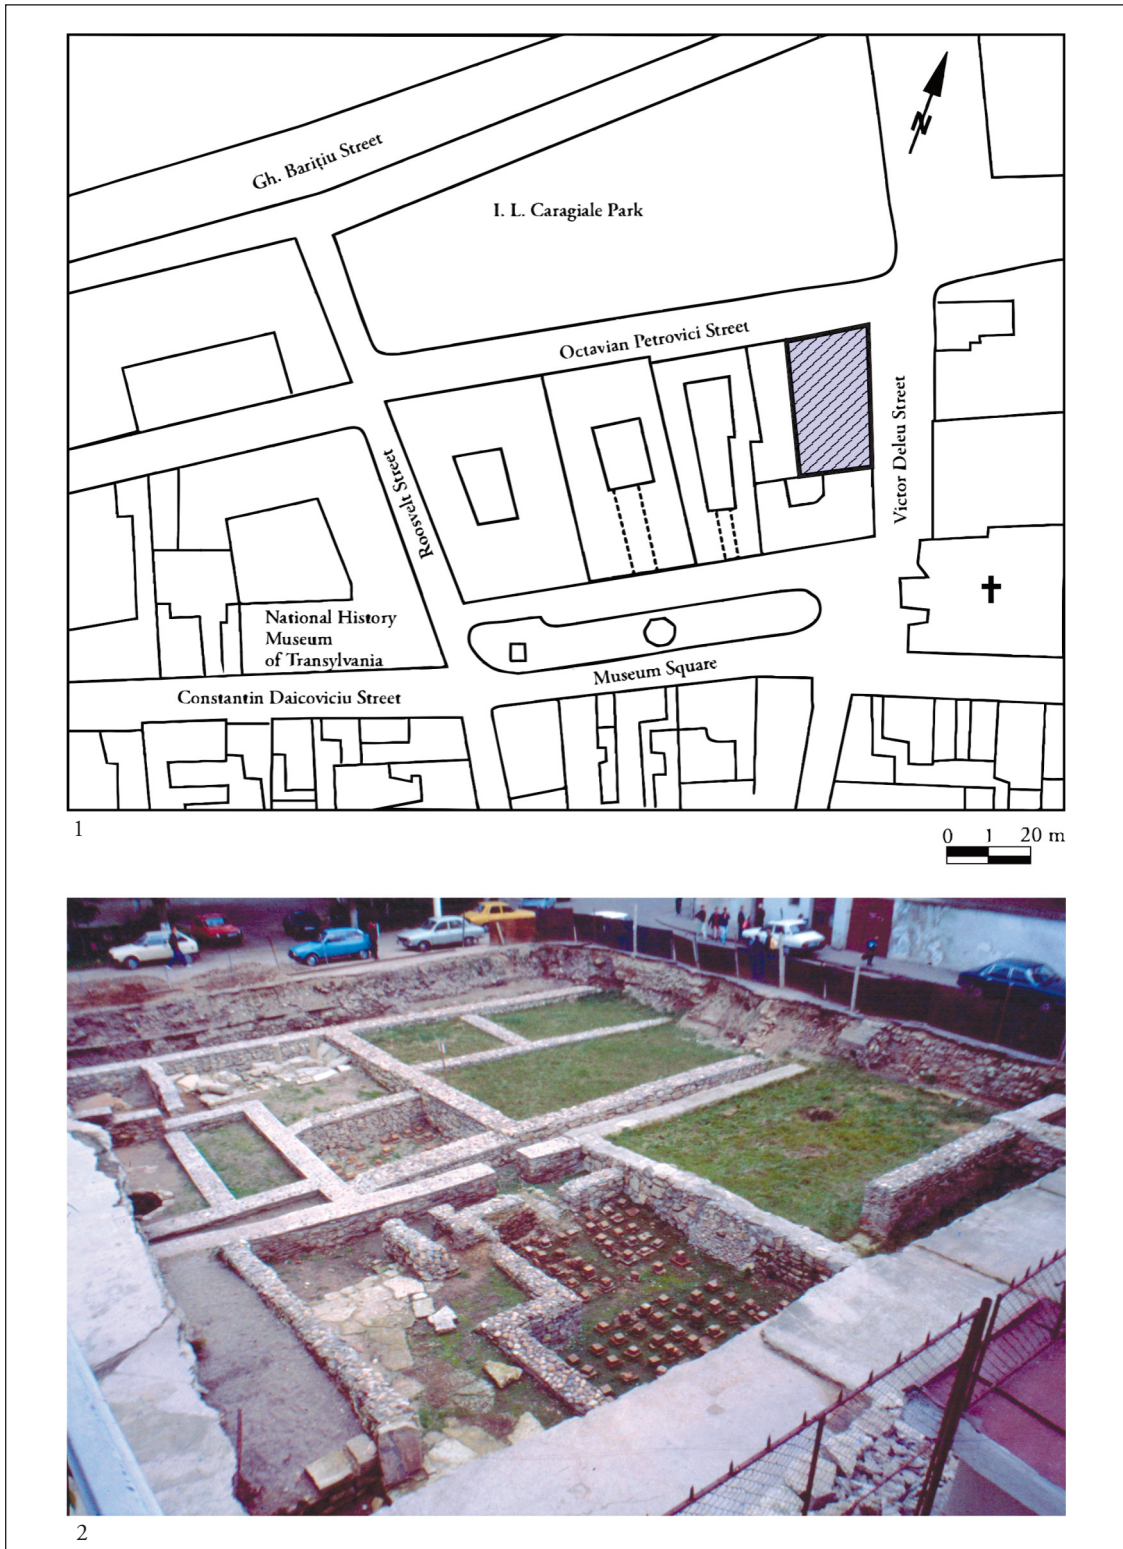 Gh. Barițiu Street
N
I. L. Caragiale Park
Octavian Petrovici Street
Victor Deleu Street
Roosvelt Street
National History
Museum
of Transylvania
Museum Square
Constantin Daicoviciu Street
1
0 1 20 m
2